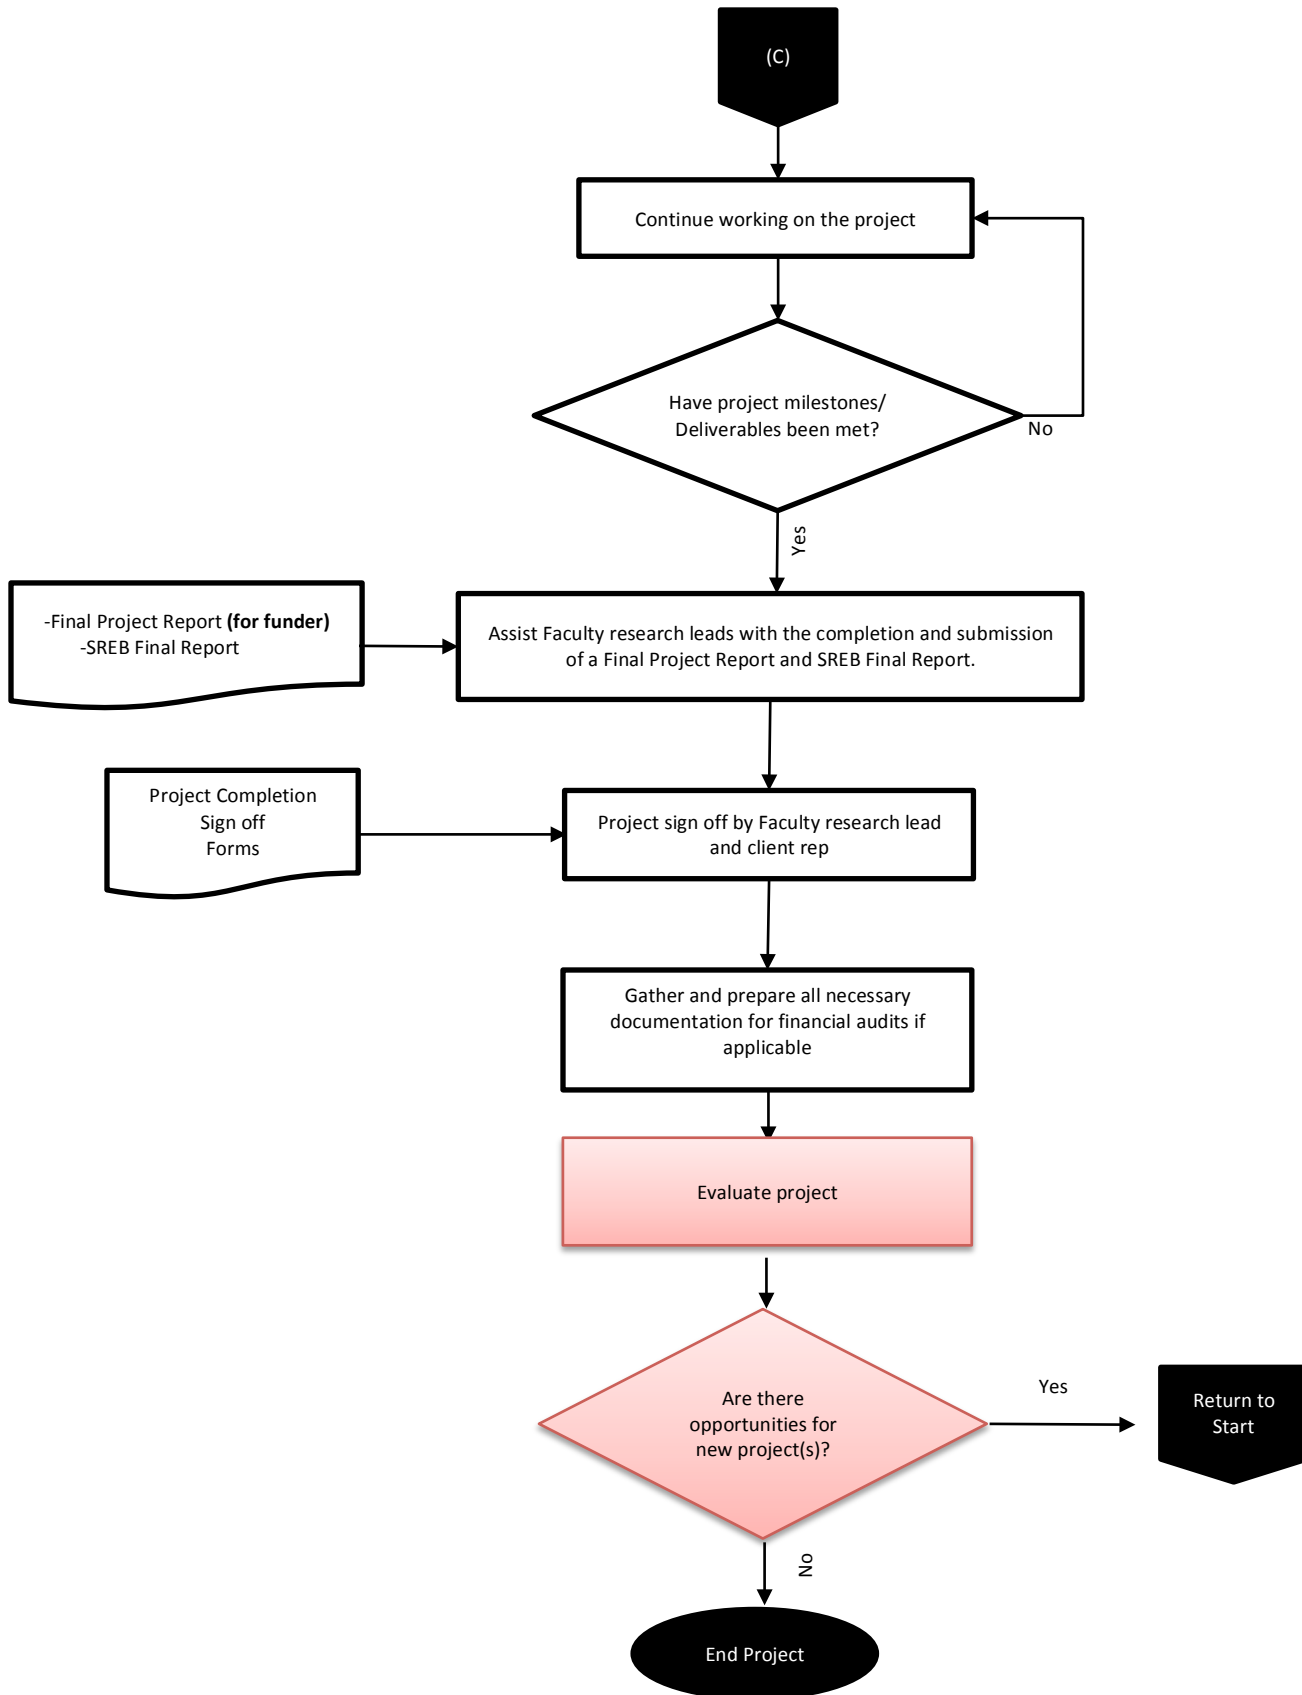 (C)
Continue working on the project
Have project milestones/
Deliverables been met?
No
Yes
-Final Project Report (for funder)
-SREB Final Report
Assist Faculty research leads with the completion and submission
of a Final Project Report and SREB Final Report.
Project Completion
Sign off
Forms
Project sign off by Faculty research lead
and client rep
Gather and prepare all necessary
documentation for financial audits if
applicable
Evaluate project
Are there
opportunities for
new project(s)?
Yes
Return to
Start
No
End Project